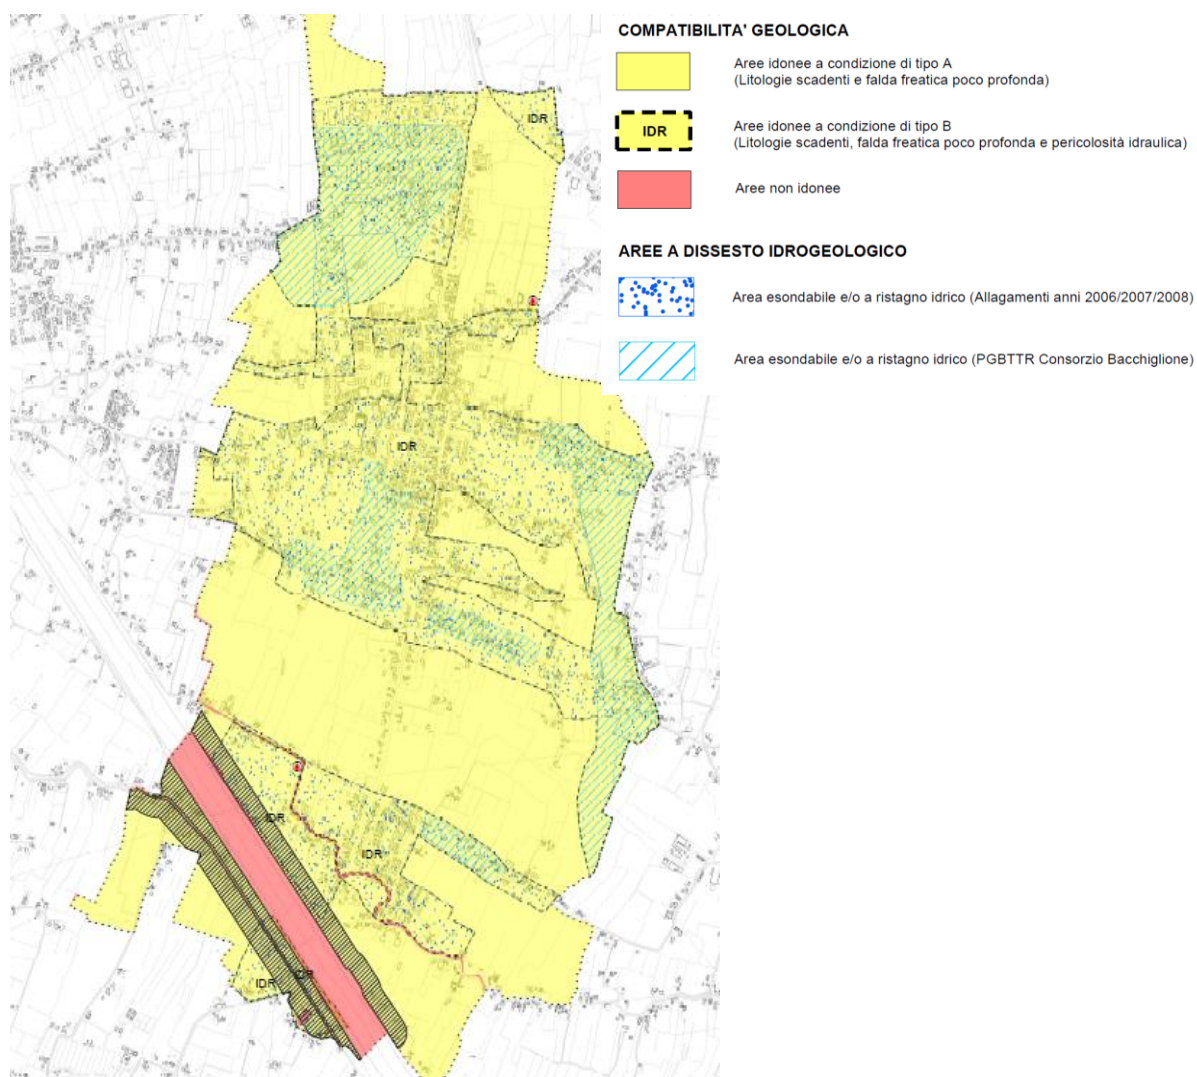 COMPATIBILITA' GEOLOGICA
Aree idonee a condizione di tipo A
(Litologie scadenti e falda freatica poco profonda)
IDR
Aree idonee a condizione di tipo B
(Litologie scadenti, falda freatica poco profonda e pericolosità idraulica)
Aree non idonee
AREE A DISSESTO IDROGEOLOGICO
Area esondabile e/o a ristagno idrico (Allagamenti anni 2006/2007/2008)
Area esondabile e/o a ristagno idrico (PGBTTR Consorzio Bacchiglione)
IDR
IDR
IDR
IDR
IDR